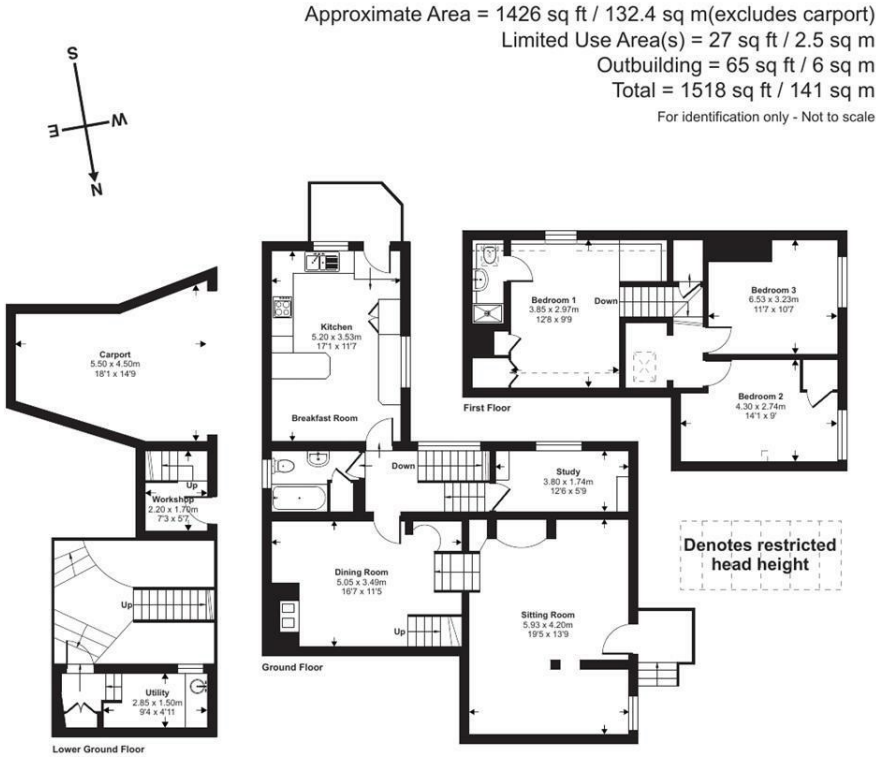 Approximate Area = 1426 sq ft / 132.4 sq m(excludes carport)
Limited Use Area(s) = 27 sq ft / 2.5 sq m
Outbuilding = 65 sq ft / 6 sq m
Total = 1518 sq ft / 141 sq m
For identification only - Not to scale
S
W
E
N
Carport
5.50 x 4.50m
18'1 x 14'9
Up
Workshop
2.20 x 1.70m
7'3 x 5'7
Up
Utility
2.85 x 1.50m
9'4 x 4'11
Lower Ground Floor
Kitchen
5.20 x 3.53m
17'1 x 11'7
Breakfast Room
Down
Study
3.80 x 1.74m
12'6 x 5'9
Dining Room
5.05 x 3.49m
16'7 x 11'5
Up
Sitting Room
5.93 x 4.20m
19'5 x 13'9
Ground Floor
Bedroom 1
3.85 x 2.97m
12'8 x 9'9
Down
Bedroom 3
6.53 x 3.23m
11'7 x 10'7
Bedroom 2
4.30 x 2.74m
14'1 x 9'
First Floor
Denotes restricted
head height